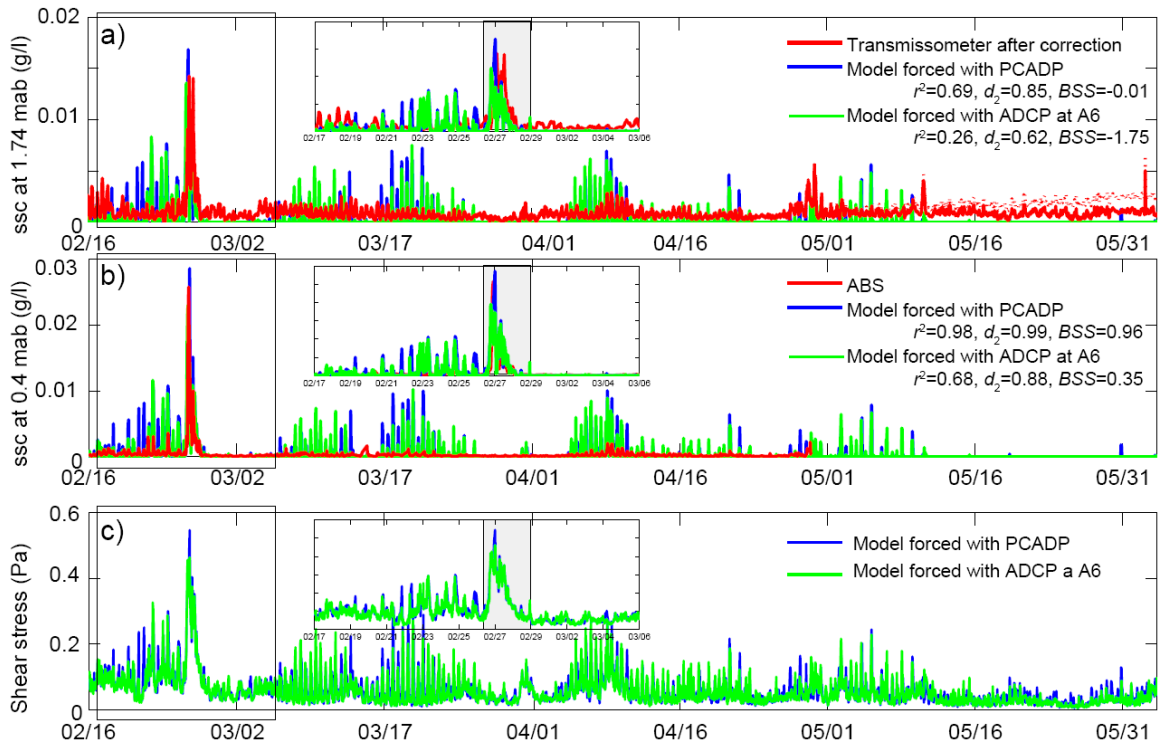 a)
ssc at 1.74 mab (g/l)
0.02
0.01
0
02/16 03/02 03/17 04/01 04/16 05/01 05/16 05/31
02/17 02/19 02/21 02/23 02/25 02/27 02/29 03/02 03/04 03/06
Transmissometer after correction
Model forced with PCADP
r²=0.69, d₂=0.85, BSS=-0.01
Model forced with ADCP at A6
r²=0.26, d₂=0.62, BSS=-1.75
b)
ssc at 0.4 mab (g/l)
0.03
0.02
0.01
0
02/16 03/02 03/17 04/01 04/16 05/01 05/16 05/31
02/17 02/19 02/21 02/23 02/25 02/27 02/29 03/02 03/04 03/06
ABS
Model forced with PCADP
r²=0.98, d₂=0.99, BSS=0.96
Model forced with ADCP at A6
r²=0.68, d₂=0.88, BSS=0.35
c)
Shear stress (Pa)
0.6
0.4
0.2
0
02/16 03/02 03/17 04/01 04/16 05/01 05/16 05/31
02/17 02/19 02/21 02/23 02/25 02/27 02/29 03/02 03/04 03/06
Model forced with PCADP
Model forced with ADCP a A6